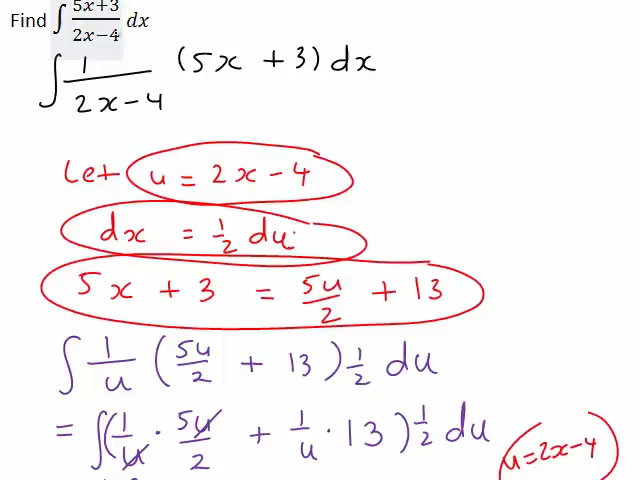 Find ∫ 5x+3/2x−4 dx
∫ 1/2x−4 (5x + 3) dx
Let u = 2x − 4
dx = 1/2 du
5x + 3 = 5u/2 + 13
∫ 1/u (5u/2 + 13) 1/2 du
= ∫(1/u · 5u/2 + 1/u · 13) 1/2 du
u=2x−4